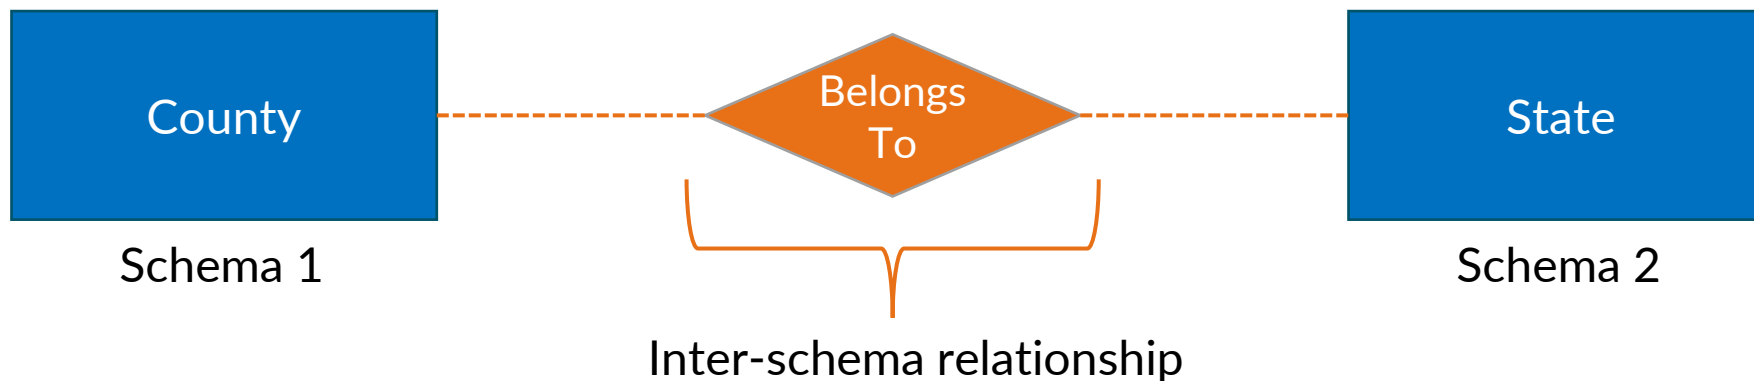 County
Belongs
To
State
Schema 1
Schema 2
Inter-schema relationship